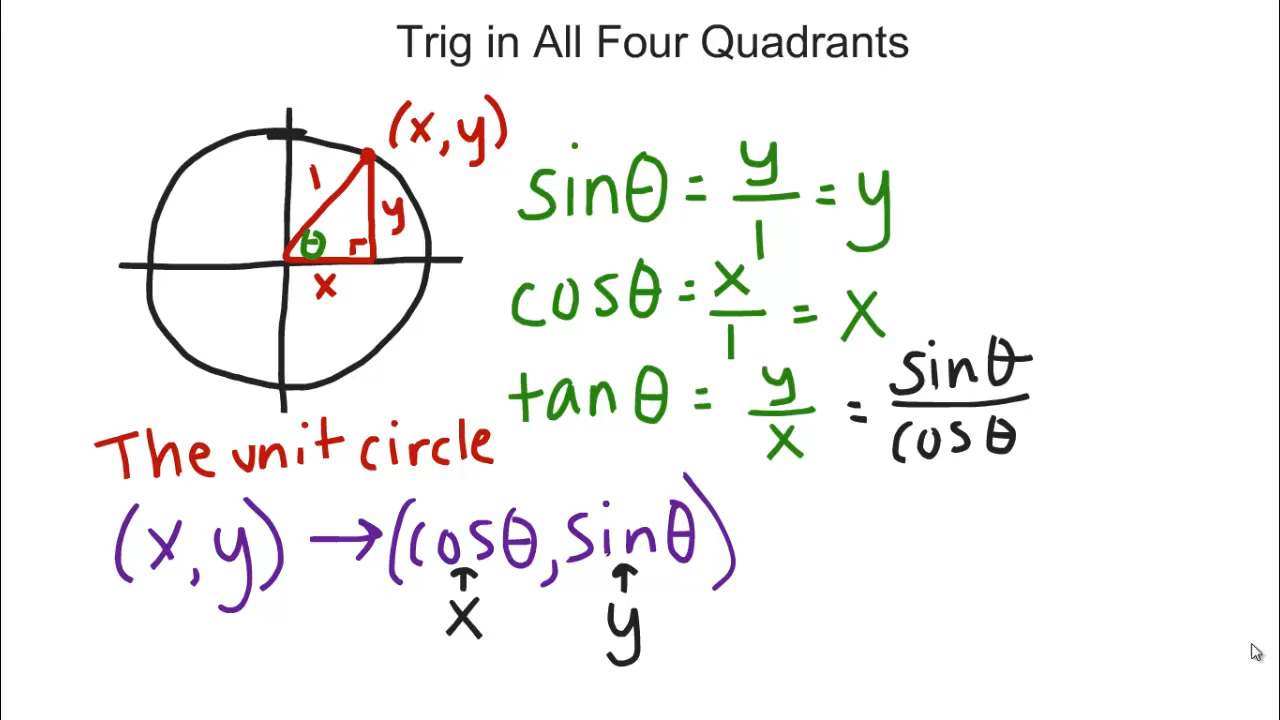 Trig in All Four Quadrants
(x, y)
1
y
θ
x
sinθ = y/1 = y
cosθ = x/1 = x
tanθ = y/x = sinθ/cosθ
The unit circle
(x, y) → (cosθ, sinθ)
↑ ↑
x y